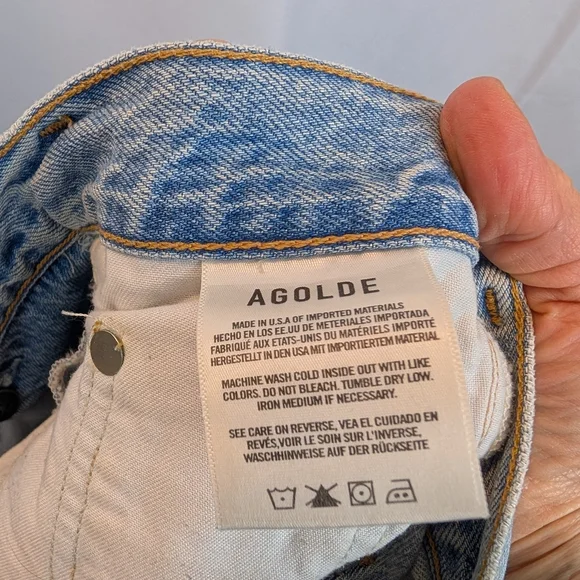 AGOLDE
MADE IN U.S.A OF IMPORTED MATERIALS
HECHO EN LOS EE.UU DE METERIALES IMPORTADA
FABRIQUÉ AUX ETATS-UNIS DU MATÉRIELS IMPORTÉ
HERGESTELLT IN DEN USA MIT IMPORTIERTEM MATERIAL
MACHINE WASH COLD INSIDE OUT WITH LIKE
COLORS. DO NOT BLEACH. TUMBLE DRY LOW.
IRON MEDIUM IF NECESSARY.
SEE CARE ON REVERSE, VEA EL CUIDADO EN
REVÉS,VOIR LE SOIN SUR L'INVERSE,
WASCHHINWEISE AUF DER RÜCKSEITE